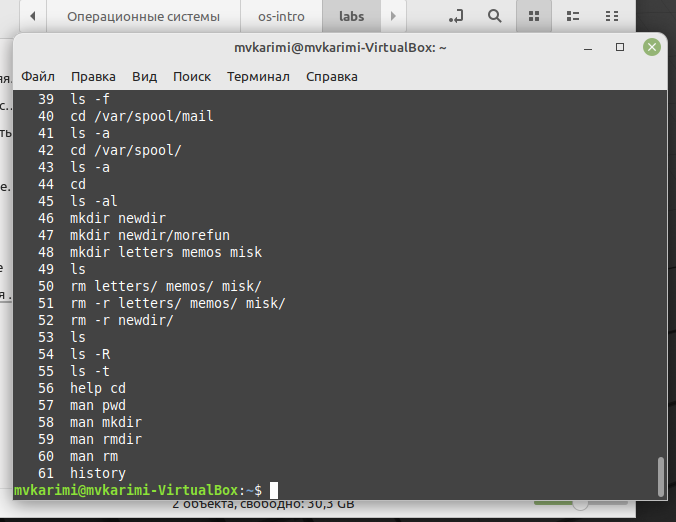 Операционные системы os-intro labs
mvkarimi@mvkarimi-VirtualBox: ~
Файл Правка Вид Поиск Терминал Справка
39 ls -f
40 cd /var/spool/mail
41 ls -a
42 cd /var/spool/
43 ls -a
44 cd
45 ls -al
46 mkdir newdir
47 mkdir newdir/morefun
48 mkdir letters memos misk
49 ls
50 rm letters/ memos/ misk/
51 rm -r letters/ memos/ misk/
52 rm -r newdir/
53 ls
54 ls -R
55 ls -t
56 help cd
57 man pwd
58 man mkdir
59 man rmdir
60 man rm
61 history
mvkarimi@mvkarimi-VirtualBox:~$
2 объекта, свободно: 30,3 GB